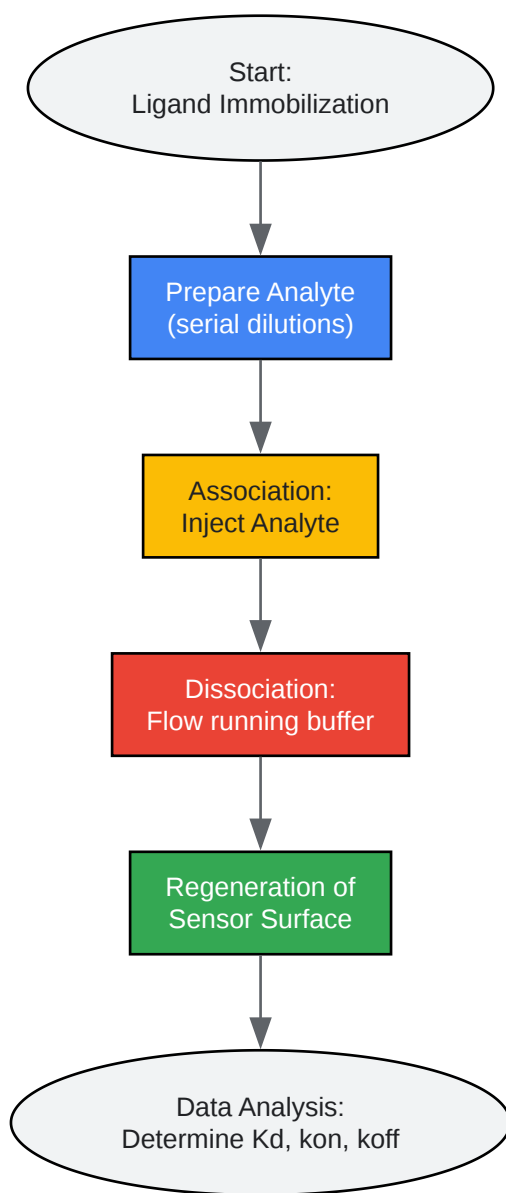 Start:
Ligand Immobilization
Prepare Analyte
(serial dilutions)
Association:
Inject Analyte
Dissociation:
Flow running buffer
Regeneration of
Sensor Surface
Data Analysis:
Determine Kd, kon, koff